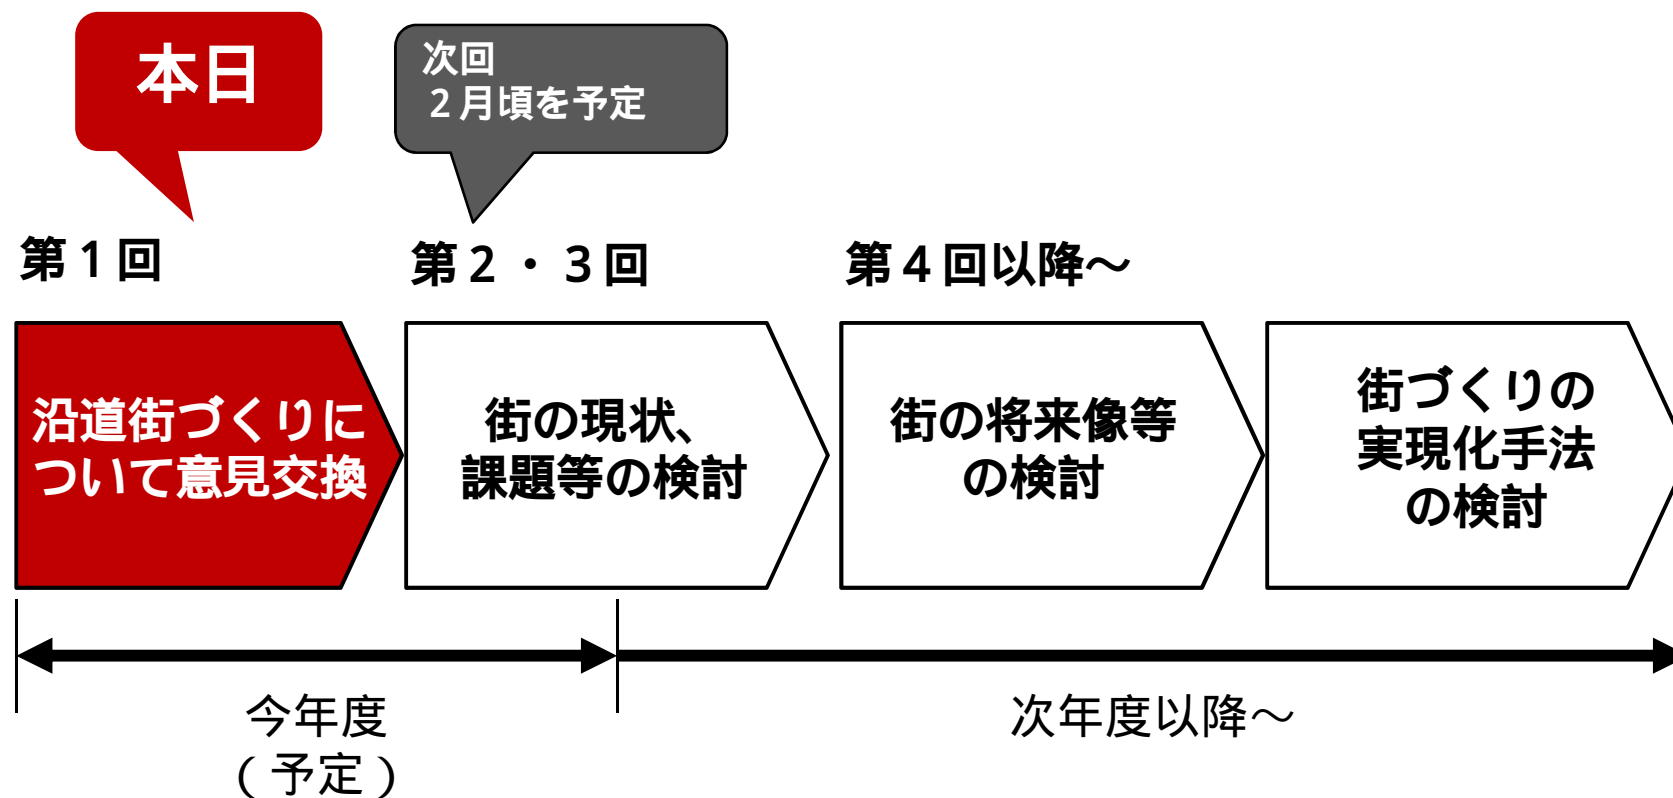 本日
次回
２月頃を予定
第１回
第２・３回
第４回以降～
沿道街づくりに
ついて意見交換
街の現状、
課題等の検討
街の将来像等
の検討
街づくりの
実現化手法
の検討
今年度
（予定）
次年度以降～